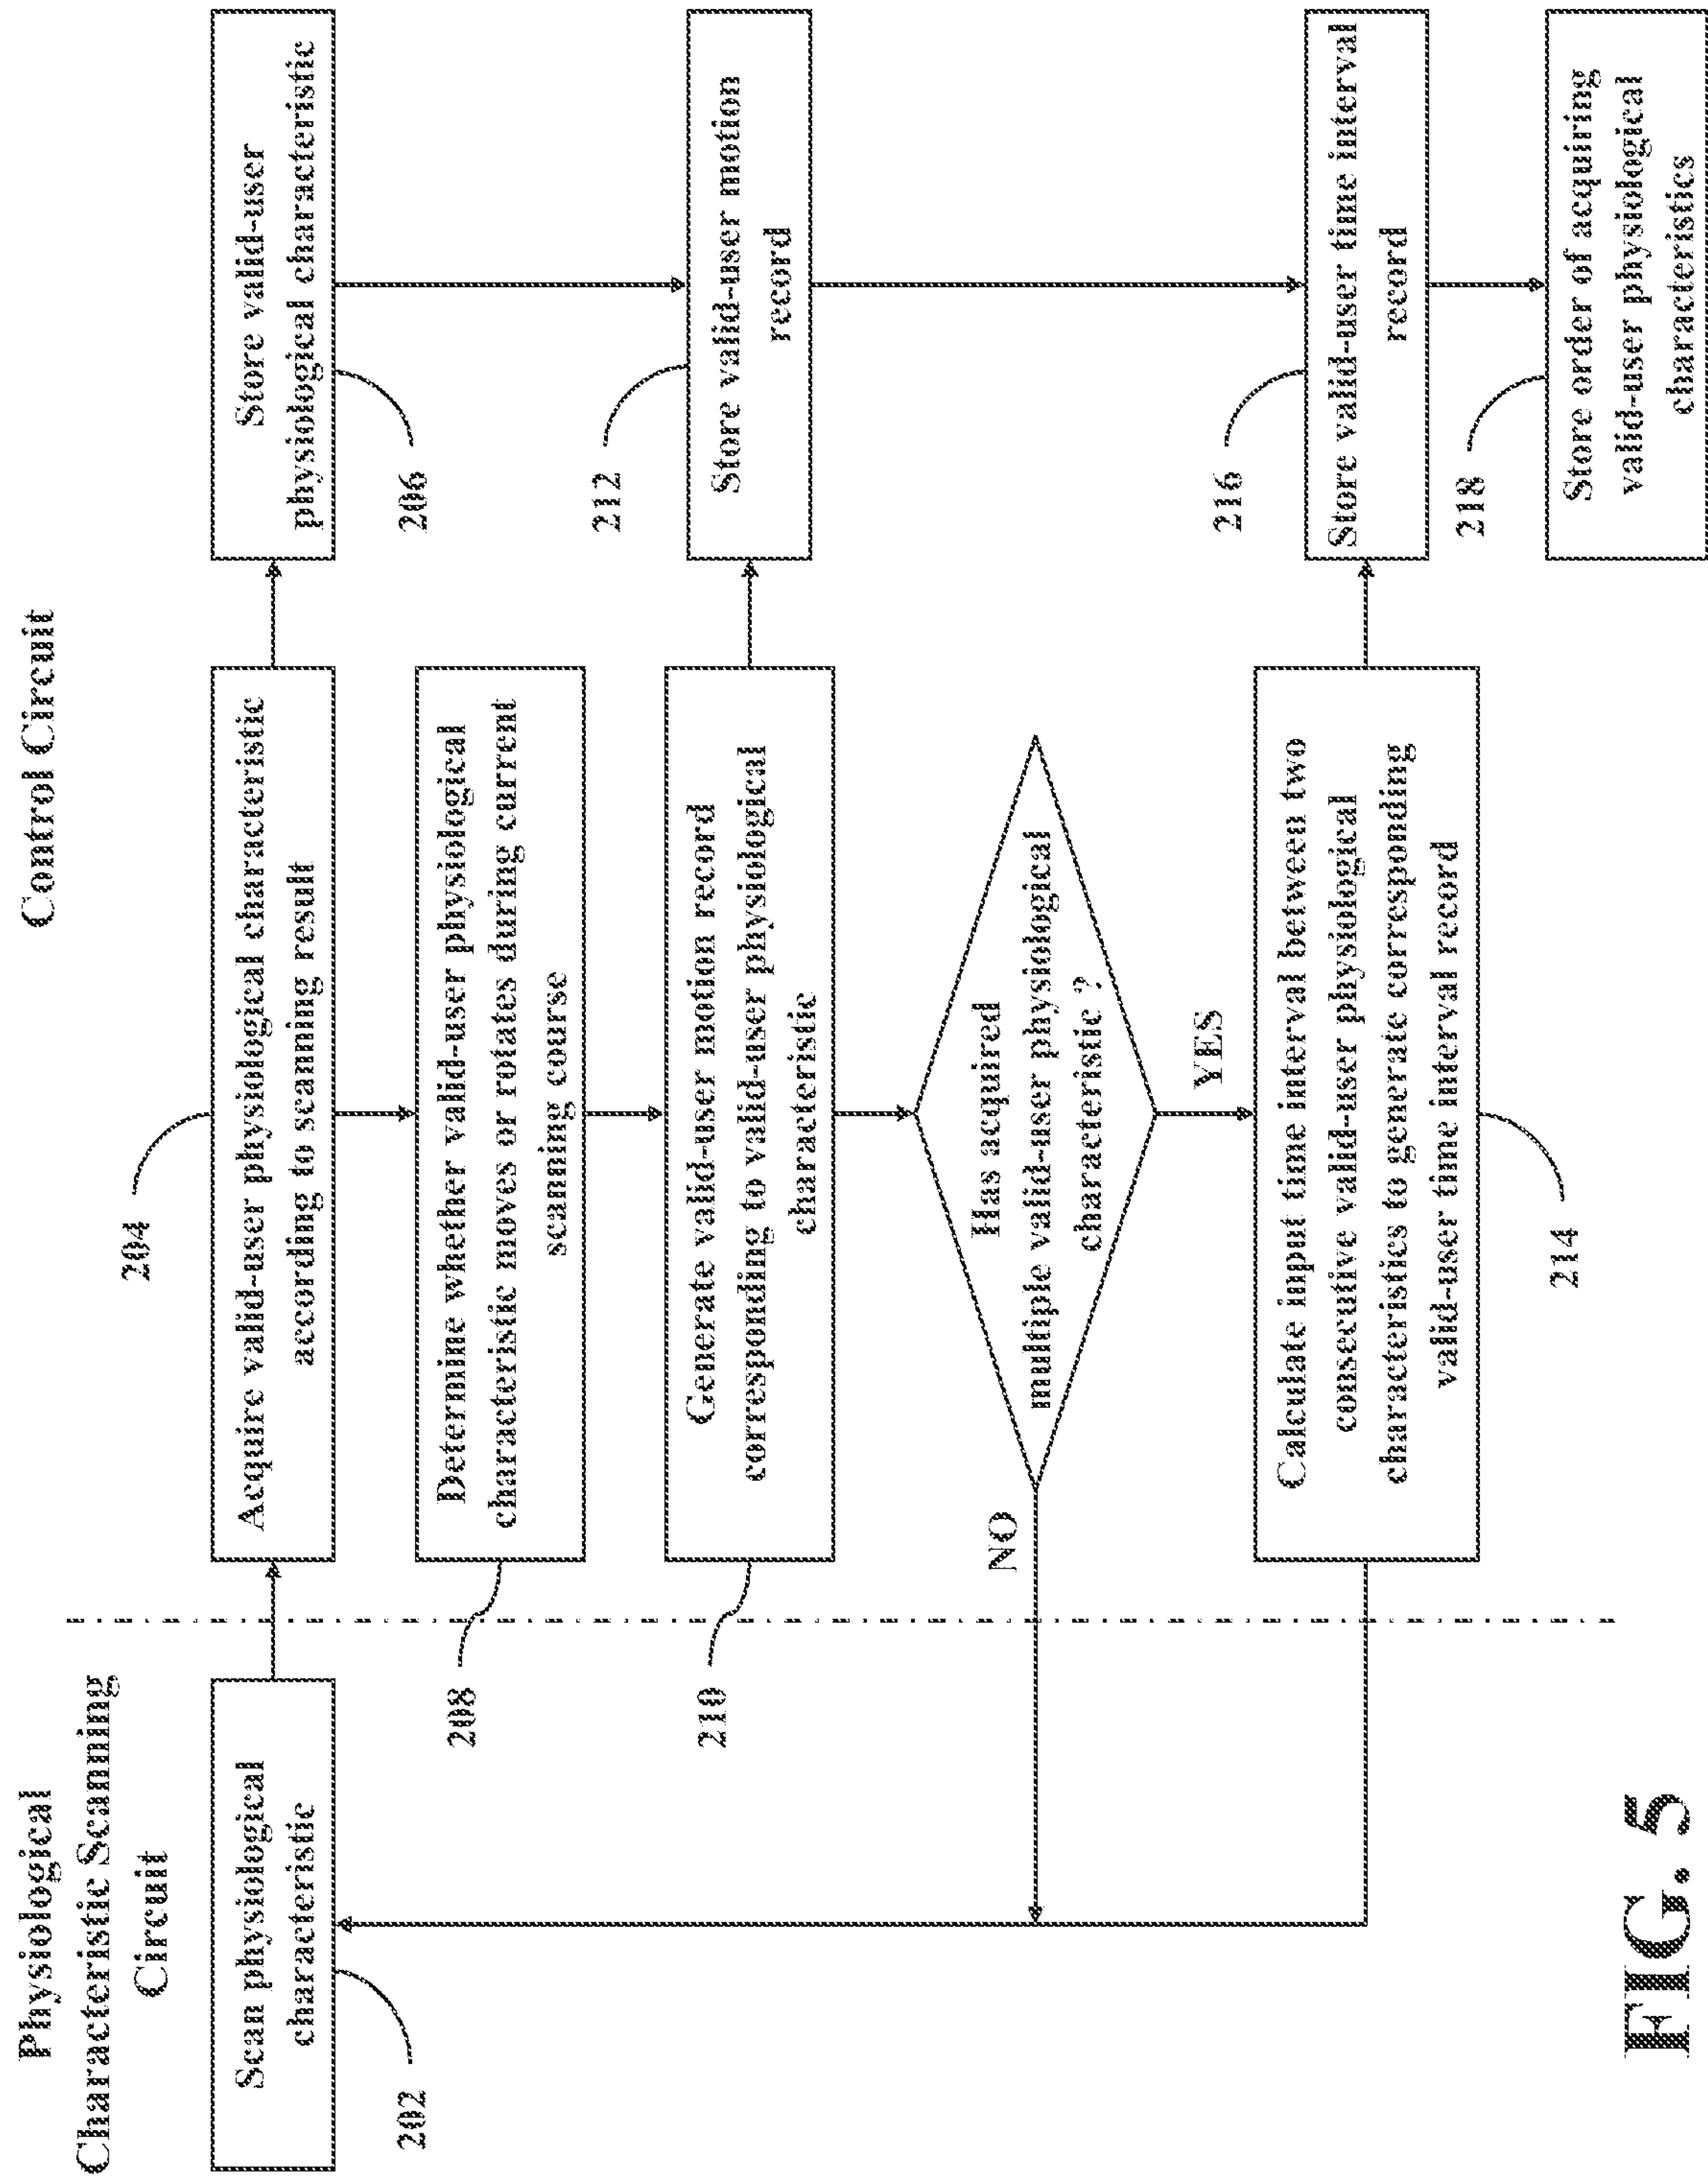 Physiological
Characteristic Scanning
Circuit
Control Circuit
Scan physiological
characteristic
202
Acquire valid-user physiological characteristic
according to scanning result
204
Store valid-user
physiological characteristic
206
Determine whether valid-user physiological
characteristic moves or rotates during current
scanning course
208
Generate valid-user motion record
corresponding to valid-user physiological
characteristic
210
Store valid-user motion
record
212
Has acquired
multiple valid-user physiological
characteristic ?
NO
YES
Calculate input time interval between two
consecutive valid-user physiological
characteristics to generate corresponding
valid-user time interval record
214
Store valid-user time interval
record
216
Store order of acquiring
valid-user physiological
characteristics
218
FIG. 5